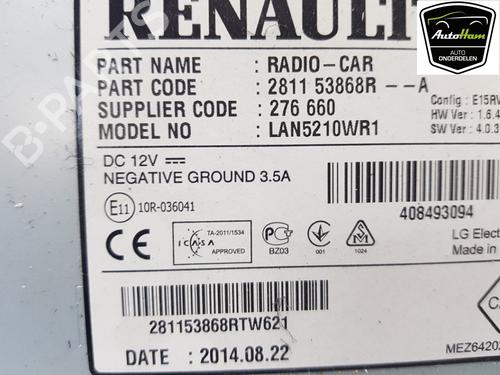 RENAULT
AutoHam
AUTO
ONDERDELEN
PART NAME : RADIO-CAR
PART CODE : 2811 53868R --A
SUPPLIER CODE : 276 660
MODEL NO : LAN5210WR1
Config : E15RV
HW Ver : 1.6.4
SW Ver : 4.0.3
DC 12V
NEGATIVE GROUND 3.5A
E11 10R-036041
408493094
CE
ICASA
TA-2011/1534
APPROVED
BZ03
001
1024
LG Elect
Made in
281153868RTW621
DATE : 2014.08.22
MEZ6420
B-PARTS